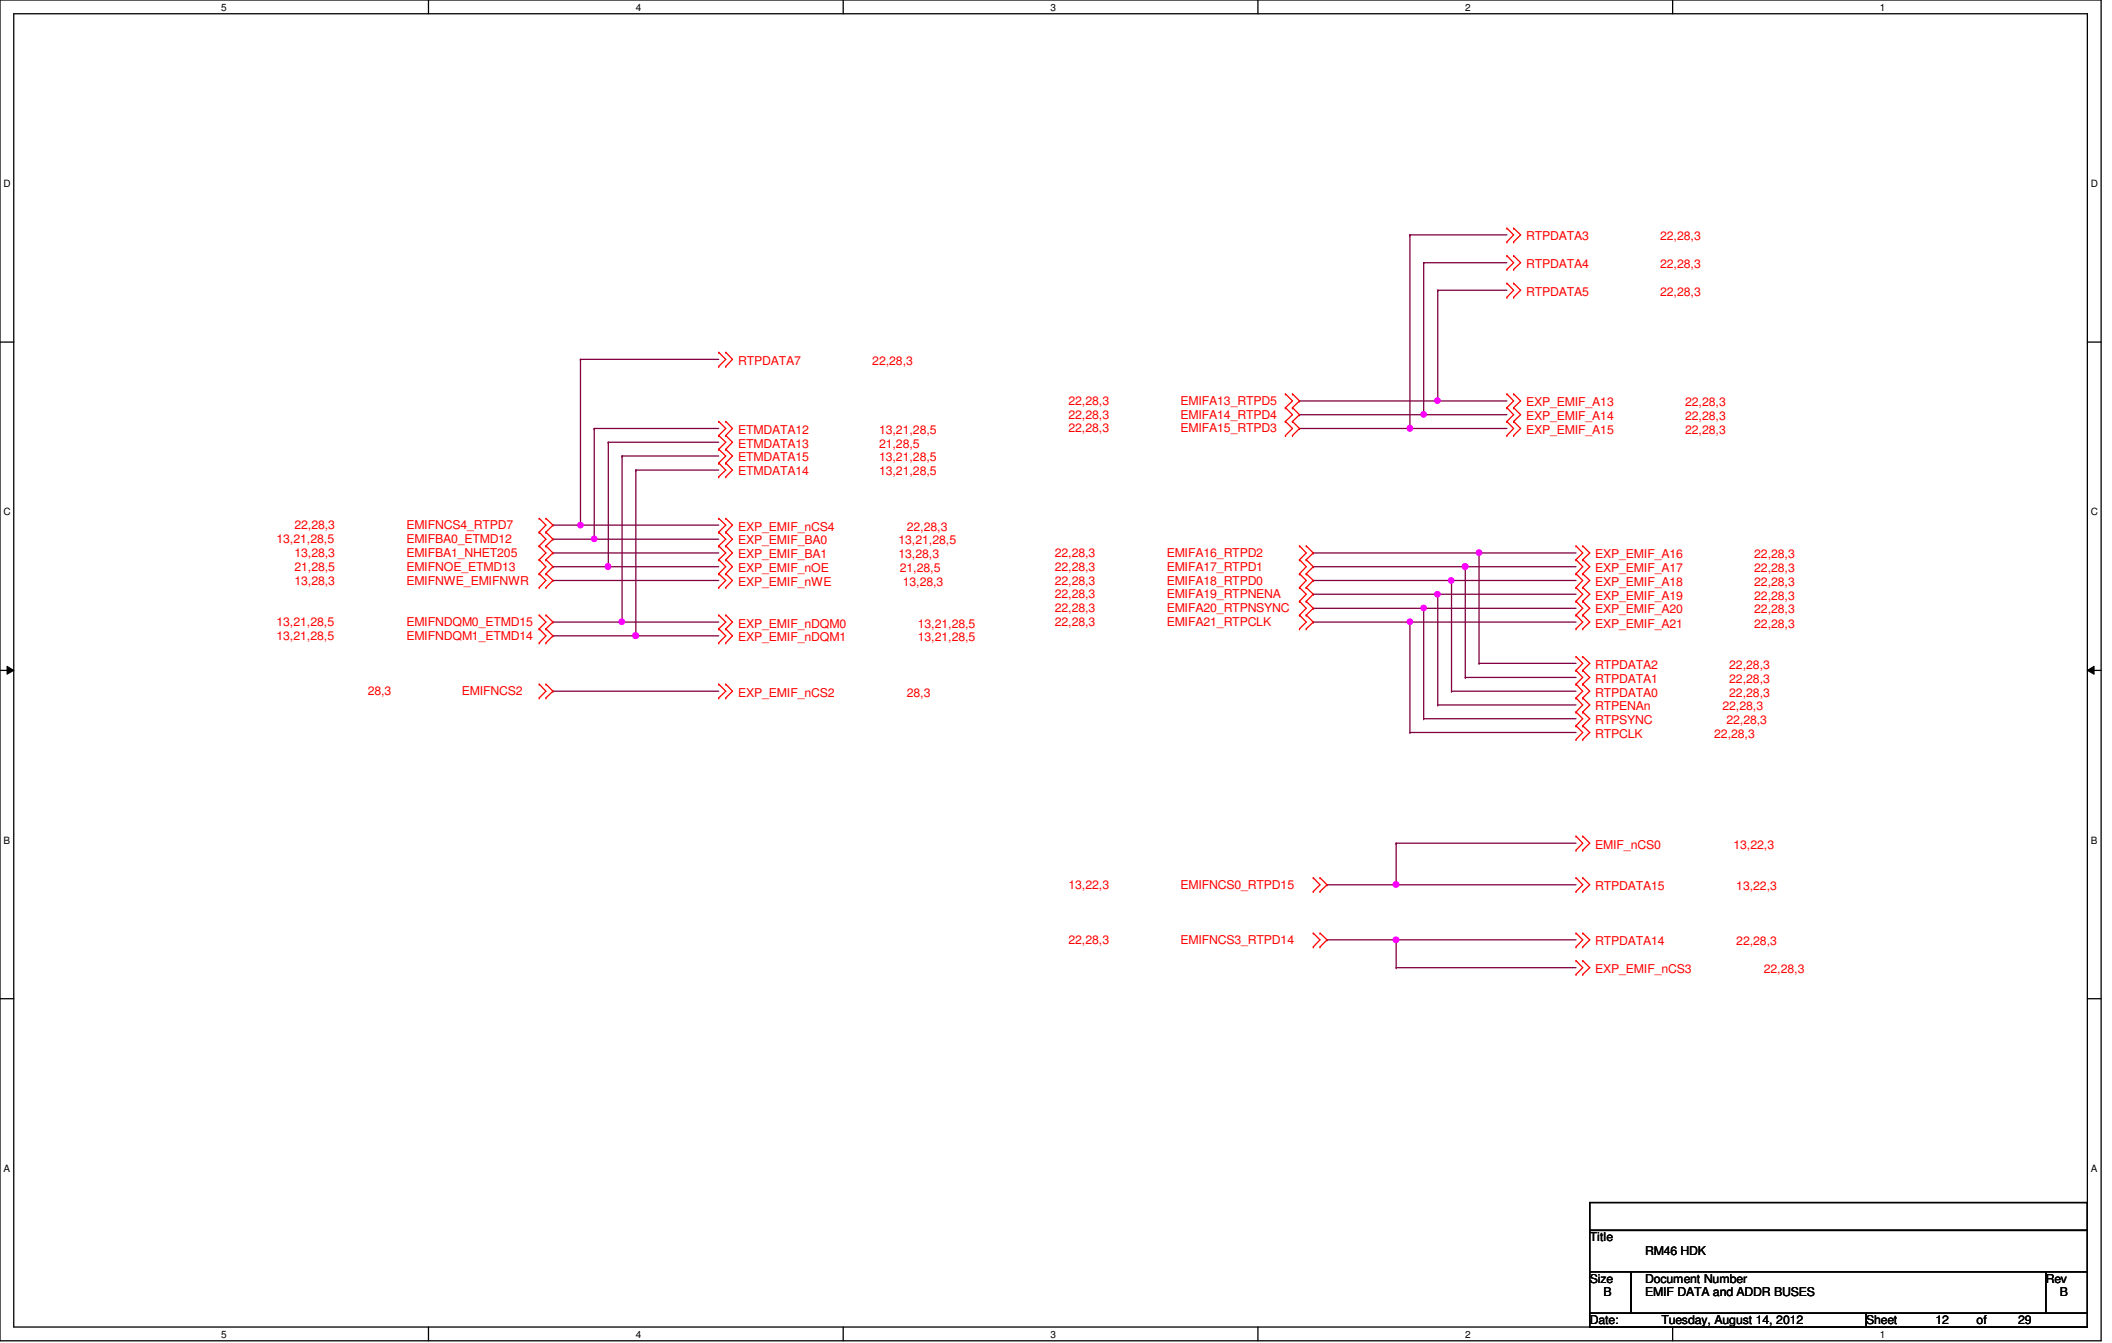 5 4 3 2 1
D D
RTPDATA3 22,28,3
RTPDATA4 22,28,3
RTPDATA5 22,28,3
RTPDATA7 22,28,3
22,28,3 EMIFA13_RTPD5 EXP_EMIF_A13 22,28,3
22,28,3 EMIFA14_RTPD4 EXP_EMIF_A14 22,28,3
22,28,3 EMIFA15_RTPD3 EXP_EMIF_A15 22,28,3
ETMDATA12 13,21,28,5
ETMDATA13 21,28,5
ETMDATA15 13,21,28,5
ETMDATA14 13,21,28,5
C C
22,28,3 EMIFNCS4_RTPD7 EXP_EMIF_nCS4 22,28,3
13,21,28,5 EMIFBA0_ETMD12 EXP_EMIF_BA0 13,21,28,5
13,28,3 EMIFBA1_NHET205 EXP_EMIF_BA1 13,28,3
21,28,5 EMIFNOE_ETMD13 EXP_EMIF_nOE 21,28,5
13,28,3 EMIFNWE_EMIFNWR EXP_EMIF_nWE 13,28,3
13,21,28,5 EMIFNDQM0_ETMD15 EXP_EMIF_nDQM0 13,21,28,5
13,21,28,5 EMIFNDQM1_ETMD14 EXP_EMIF_nDQM1 13,21,28,5
28,3 EMIFNCS2 EXP_EMIF_nCS2 28,3
22,28,3 EMIFA16_RTPD2 EXP_EMIF_A16 22,28,3
22,28,3 EMIFA17_RTPD1 EXP_EMIF_A17 22,28,3
22,28,3 EMIFA18_RTPD0 EXP_EMIF_A18 22,28,3
22,28,3 EMIFA19_RTPNENA EXP_EMIF_A19 22,28,3
22,28,3 EMIFA20_RTPNSYNC EXP_EMIF_A20 22,28,3
22,28,3 EMIFA21_RTPCLK EXP_EMIF_A21 22,28,3
RTPDATA2 22,28,3
RTPDATA1 22,28,3
RTPDATA0 22,28,3
RTPENAn 22,28,3
RTPSYNC 22,28,3
RTPCLK 22,28,3
B B
EMIF_nCS0 13,22,3
13,22,3 EMIFNCS0_RTPD15 RTPDATA15 13,22,3
22,28,3 EMIFNCS3_RTPD14 RTPDATA14 22,28,3
EXP_EMIF_nCS3 22,28,3
A A
Title
RM46 HDK
Size Document Number Rev
B EMIF DATA and ADDR BUSES B
Date: Tuesday, August 14, 2012 Sheet 12 of 29
5 4 3 2 1